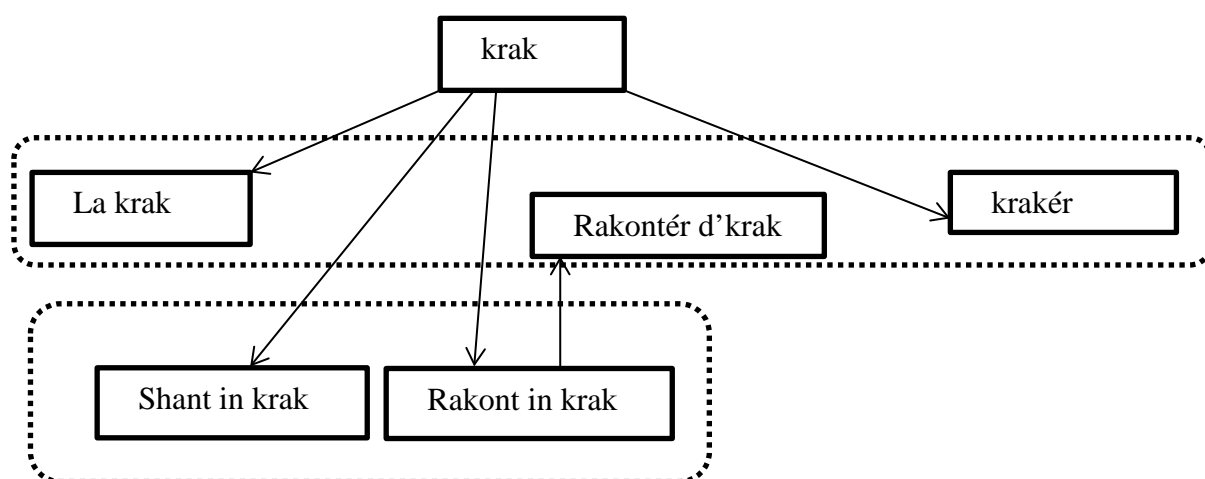 krak
La krak
Rakontér d’krak
krakér
Shant in krak
Rakont in krak